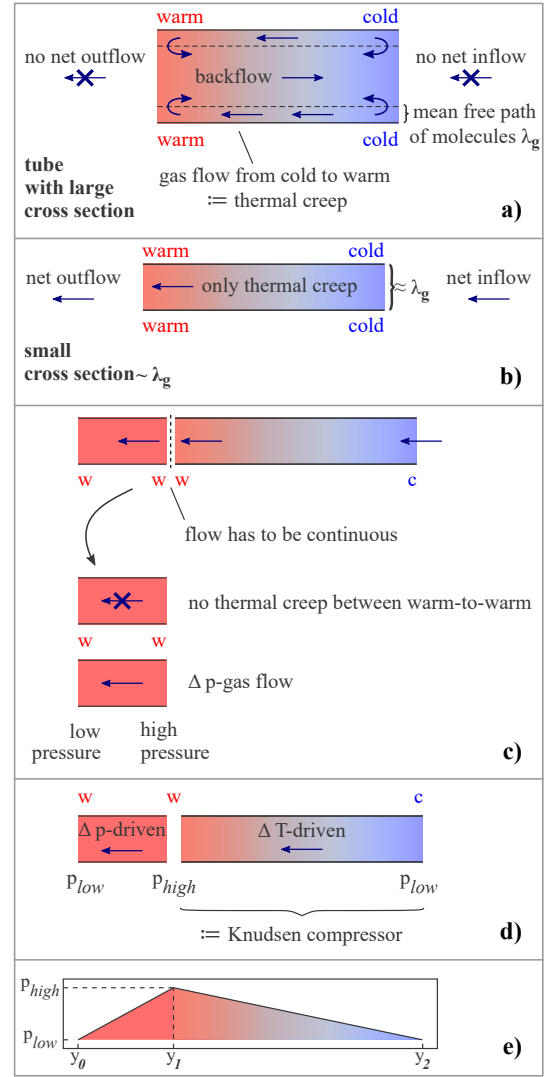 warm cold
no net outflow no net inflow
backflow
mean free path
of molecules λg
warm cold
gas flow from cold to warm
:= thermal creep
tube
with large
cross section
a)
warm cold
net outflow only thermal creep ≈ λg net inflow
warm cold
small
cross section~ λg
b)
w w w c
flow has to be continuous
no thermal creep between warm-to-warm
w w
Δ p-gas flow
low high
pressure pressure
c)
w w c
Δ p-driven Δ T-driven
plow phigh plow
:= Knudsen compressor
d)
phigh
plow
y0 y1 y2
e)